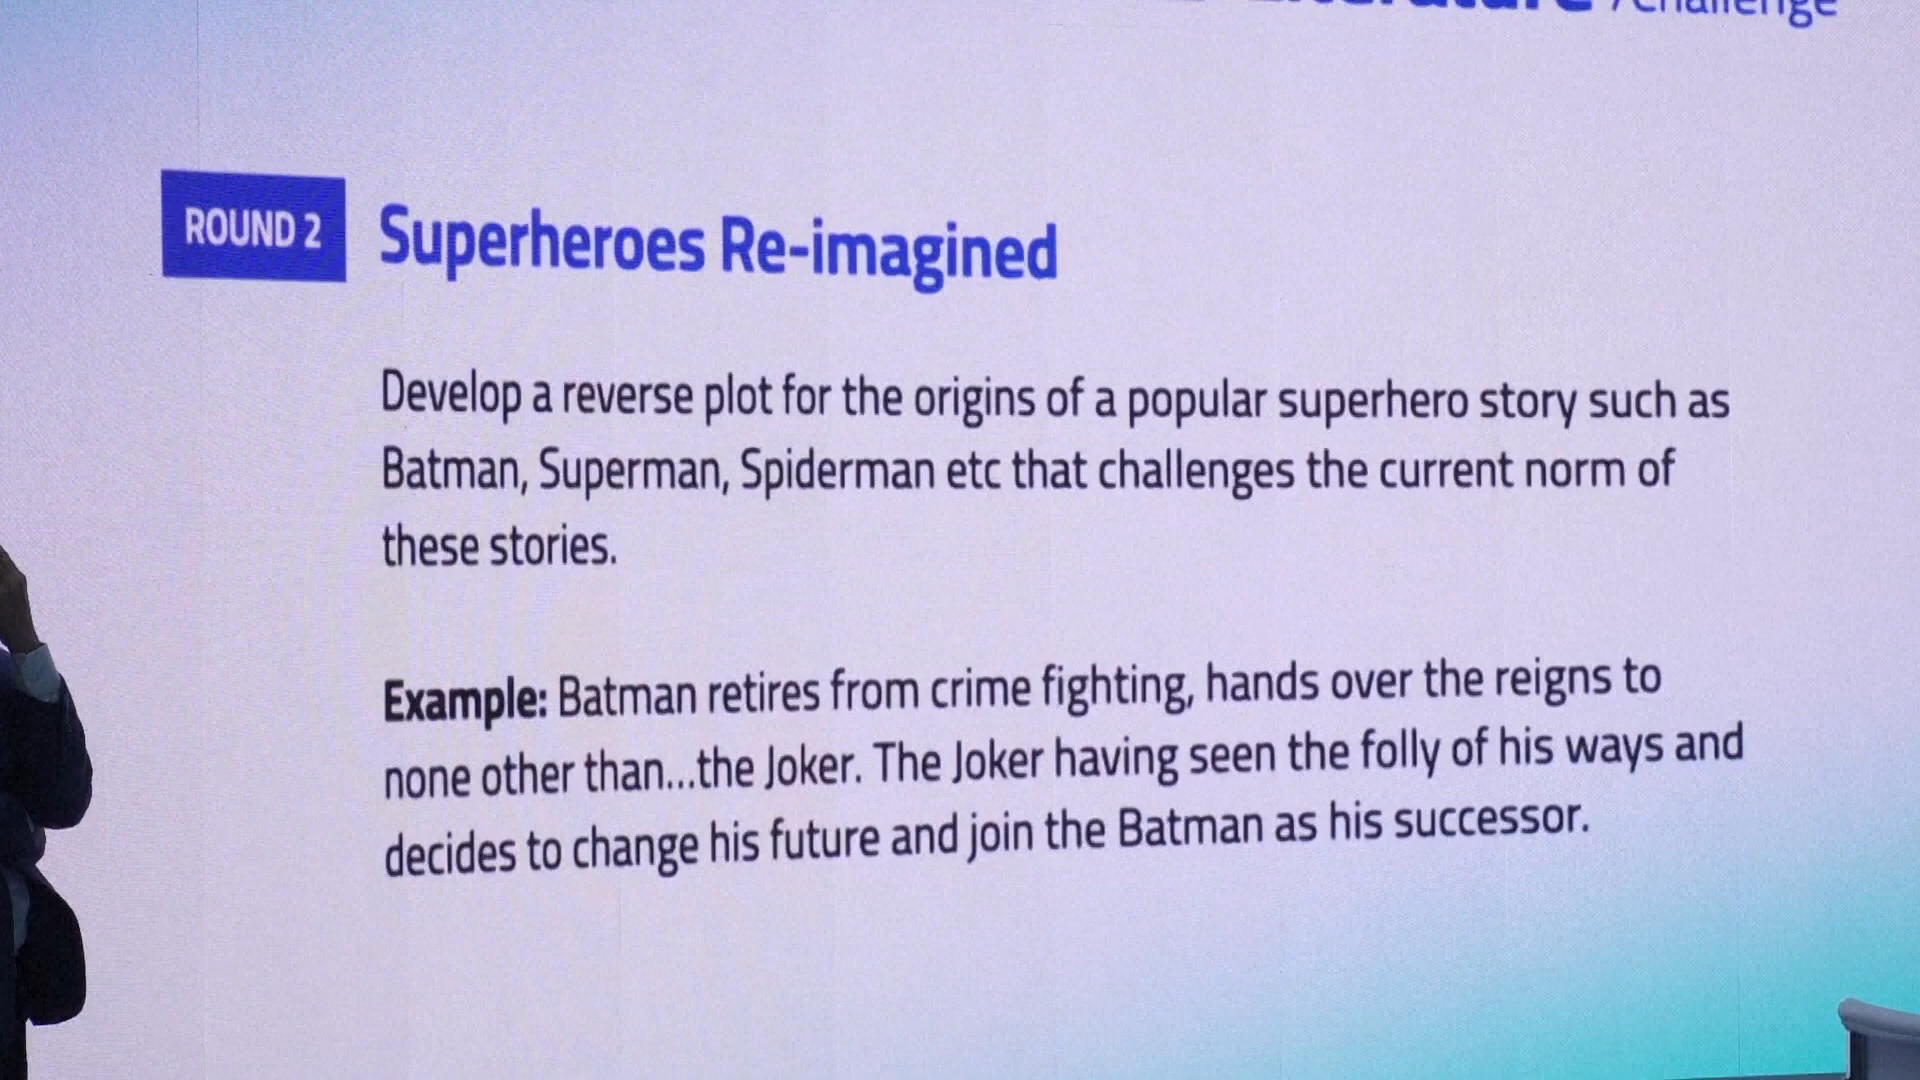 /Challenge
ROUND 2
Superheroes Re-imagined
Develop a reverse plot for the origins of a popular superhero story such as
Batman, Superman, Spiderman etc that challenges the current norm of
these stories.
Example: Batman retires from crime fighting, hands over the reigns to
none other than...the Joker. The Joker having seen the folly of his ways and
decides to change his future and join the Batman as his successor.